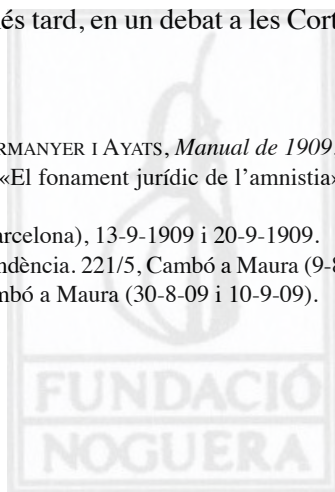 és tard, en un debat a les Cort
RMANYER I AYATS, Manual de 1909.
«El fonament jurídic de l'amnistia»
arcelona), 13-9-1909 i 20-9-1909.
ndència. 221/5, Cambó a Maura (9-8
mbó a Maura (30-8-09 i 10-9-09).
FUNDACIÓ
NOGUERA